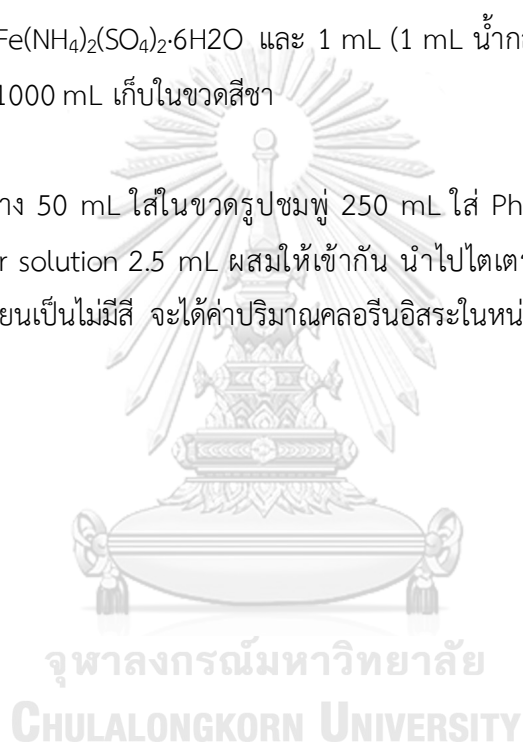 Fe(NH₄)₂(SO₄)₂·6H2O และ 1 mL (1 mL น้ำก
1000 mL เก็บในขวดสีชา
าง 50 mL ใส่ในขวดรูปชมพู่ 250 mL ใส่ Ph
r solution 2.5 mL ผสมให้เข้ากัน นำไปไตเต
ยนเป็นไม่มีสี จะได้ค่าปริมาณคลอรีนอิสระในหน่
จุฬาลงกรณ์มหาวิทยาลัย
CHULALONGKORN UNIVERSITY